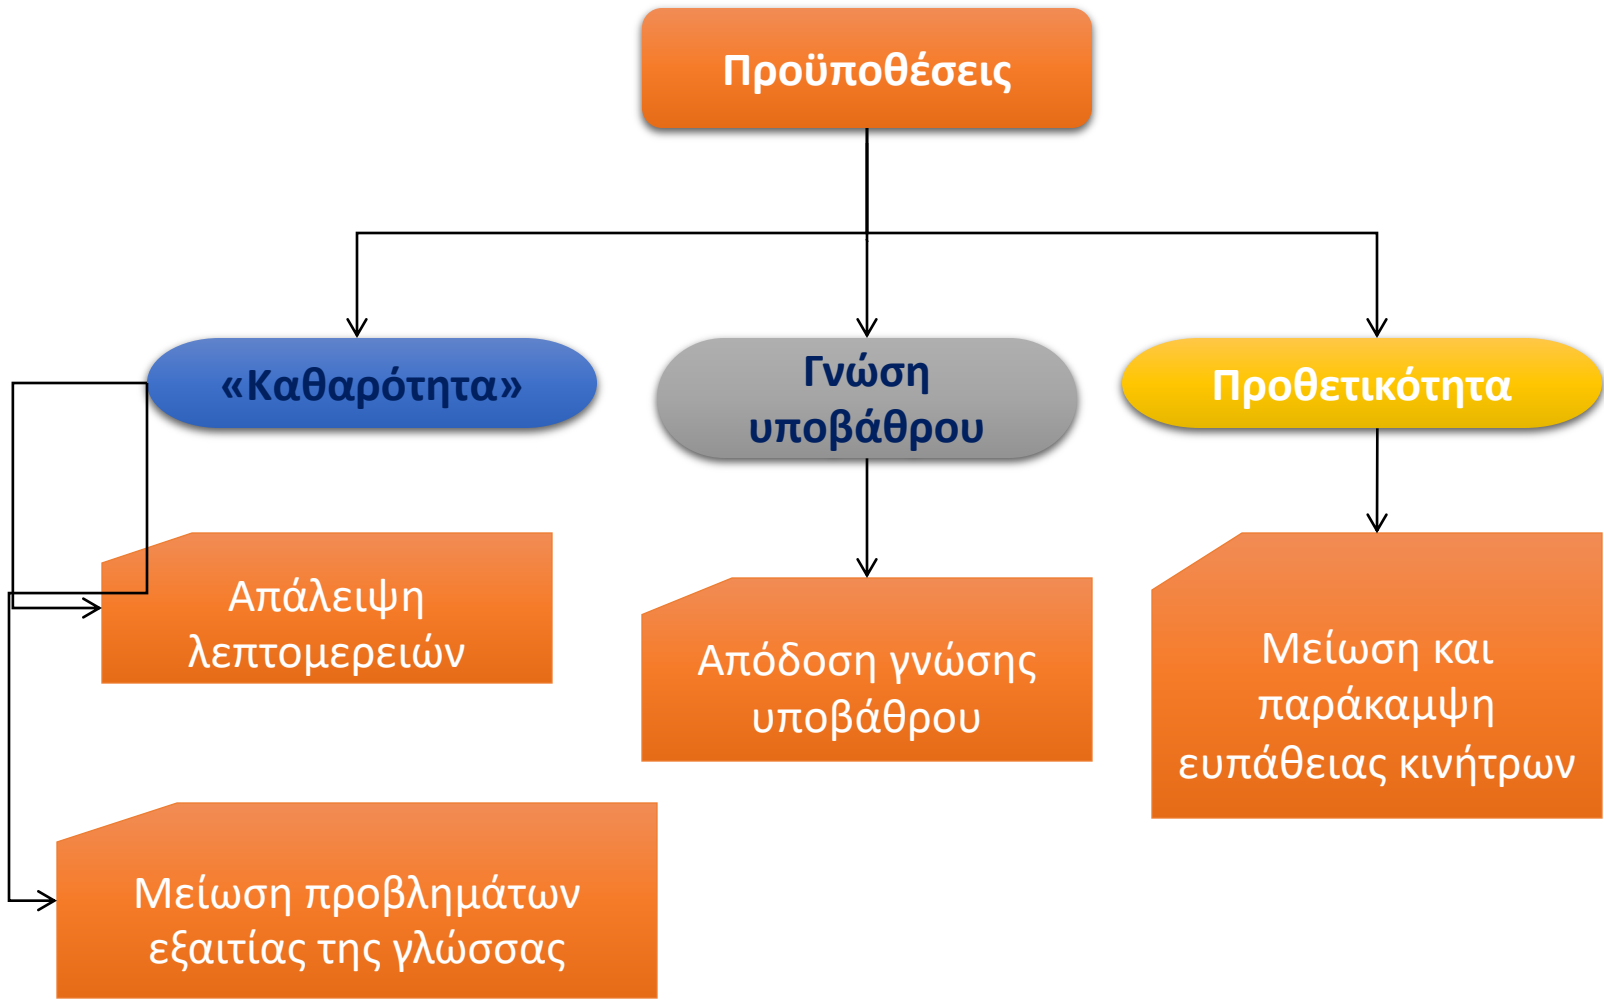 Προϋποθέσεις
«Καθαρότητα»
Γνώση
υποβάθρου
Προθετικότητα
Απάλειψη
λεπτομερειών
Απόδοση γνώσης
υποβάθρου
Μείωση και
παράκαμψη
ευπάθειας κινήτρων
Μείωση προβλημάτων
εξαιτίας της γλώσσας